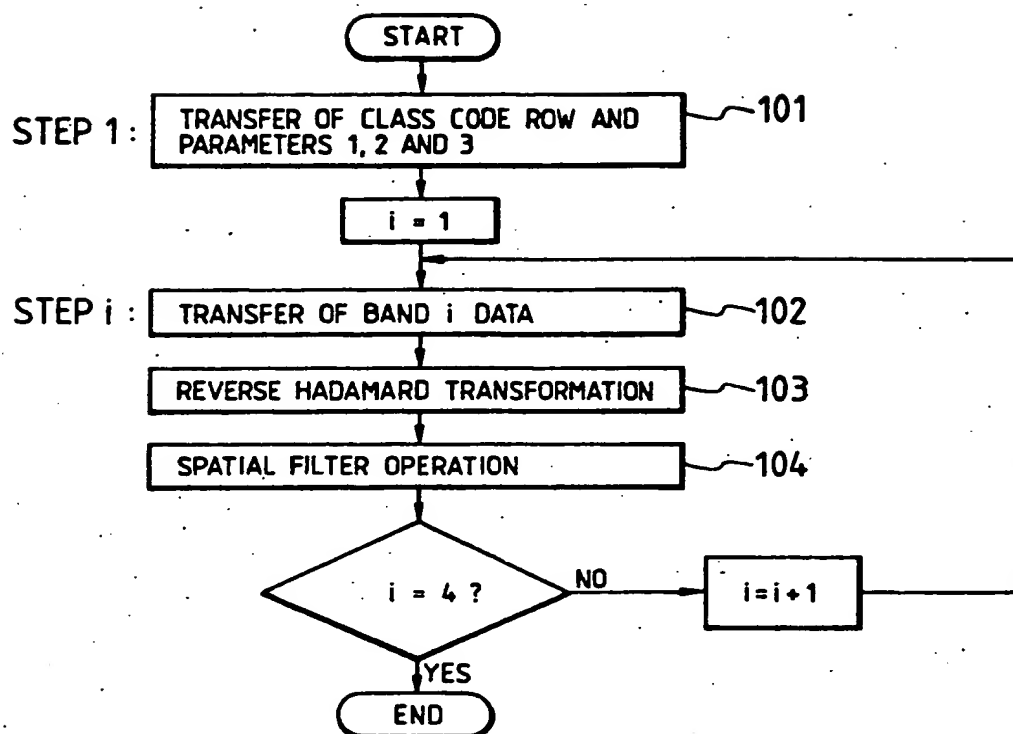 START
STEP 1 :
TRANSFER OF CLASS CODE ROW AND
PARAMETERS 1, 2 AND 3
101
i = 1
STEP i :
TRANSFER OF BAND i DATA
102
REVERSE HADAMARD TRANSFORMATION
103
SPATIAL FILTER OPERATION
104
i = 4 ?
NO
i = i + 1
YES
END